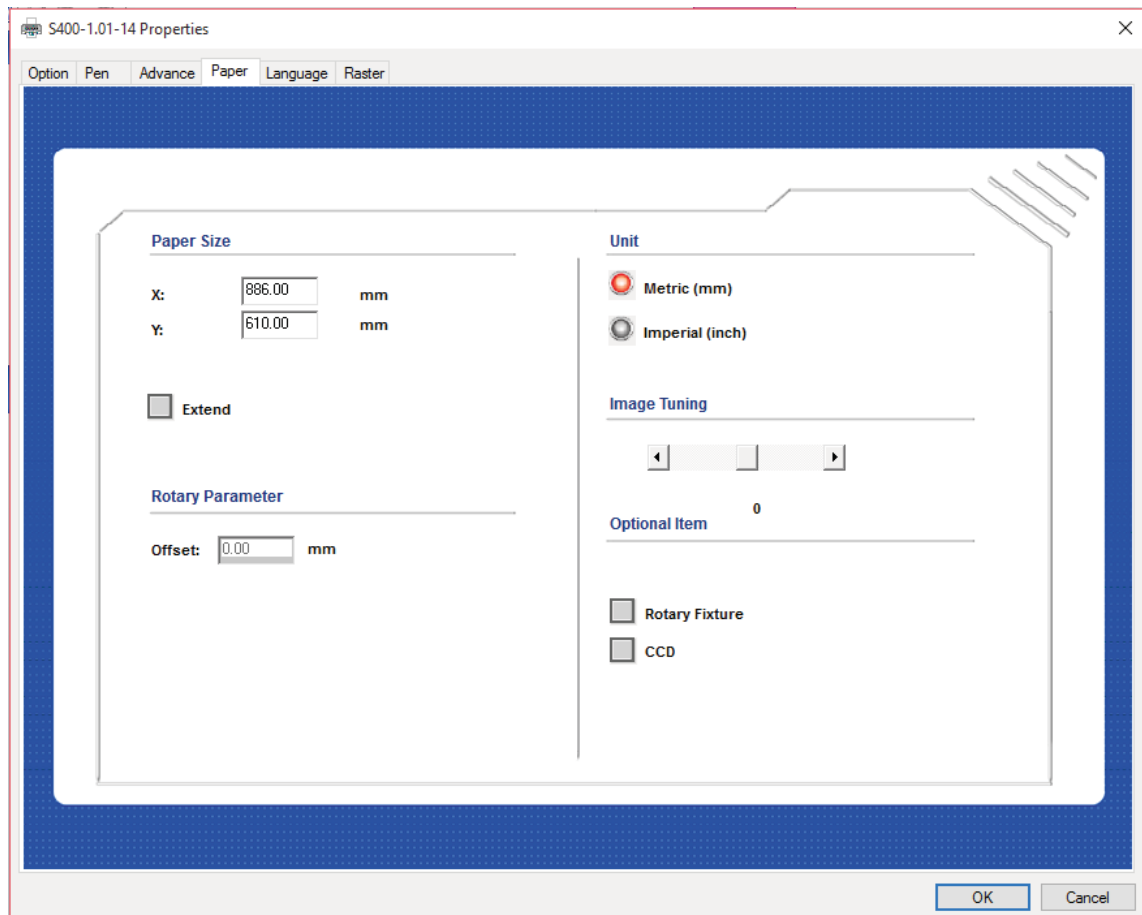 S400-1.01-14 Properties
Option Pen Advance Paper Language Raster
Paper Size
X: 886.00 mm
Y: 610.00 mm
Extend
Rotary Parameter
Offset: 0.00 mm
Unit
Metric (mm)
Imperial (inch)
Image Tuning
0
Optional Item
Rotary Fixture
CCD
OK Cancel